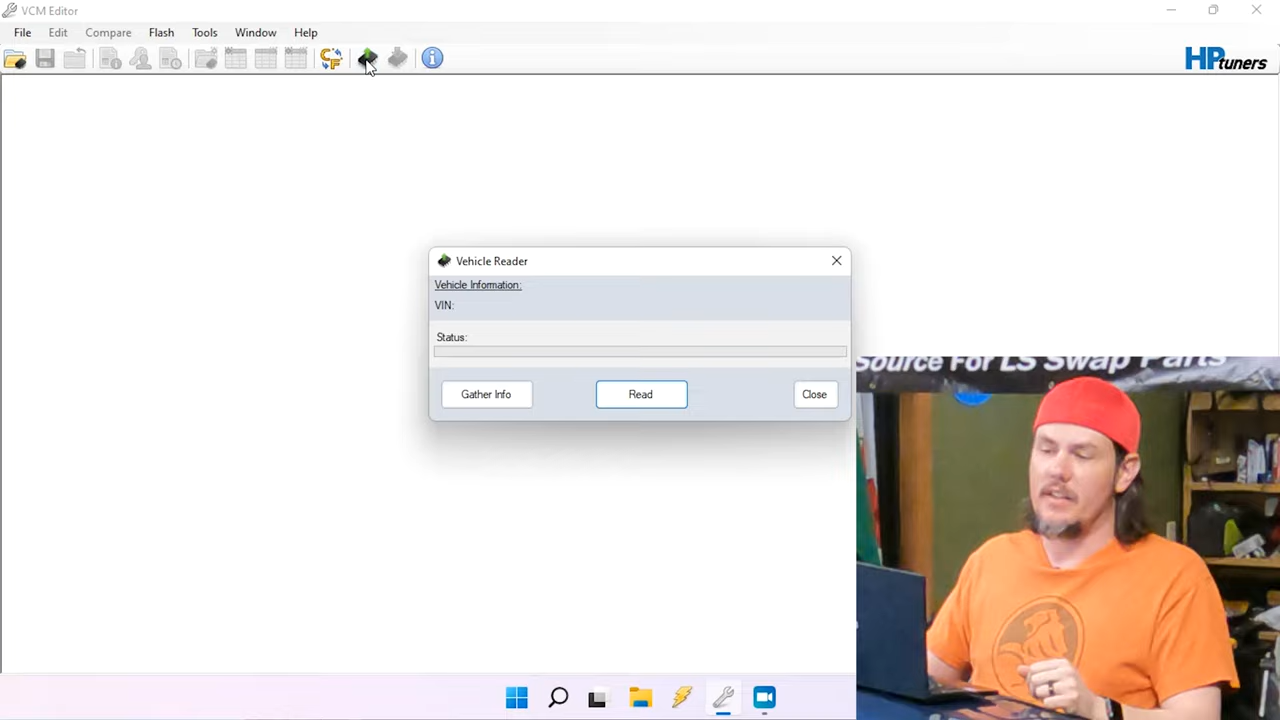 VCM Editor
File Edit Compare Flash Tools Window Help
HPtuners
Vehicle Reader
Vehicle Information:
VIN:
Status:
Gather Info Read Close
Source For LS Swap Parts